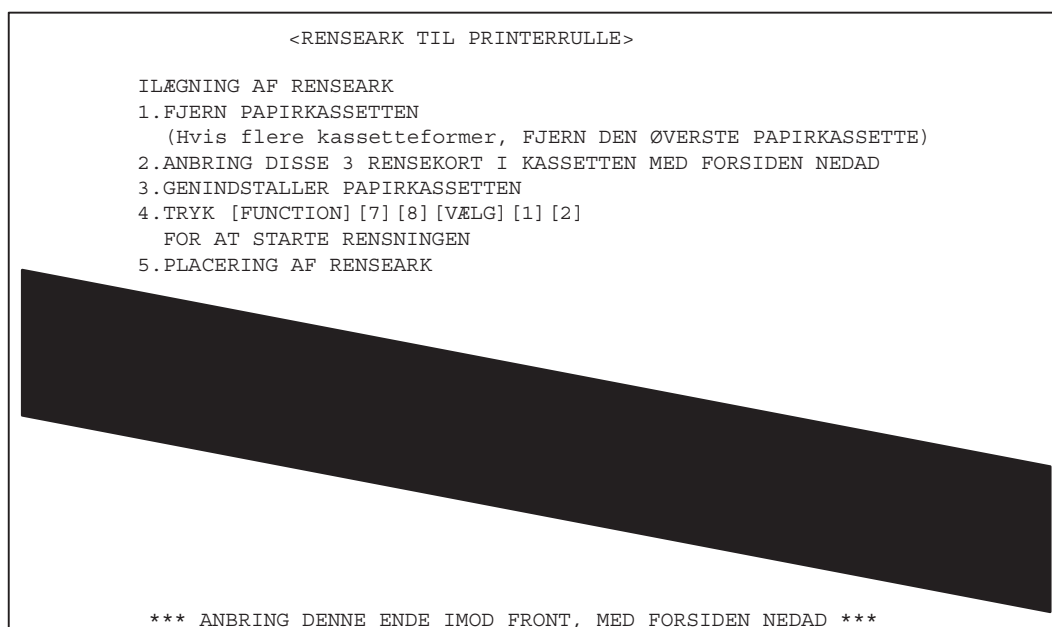 <RENSEARK TIL PRINTERRULLE>
ILÆGNING AF RENSEARK
1.FJERN PAPIRKASSETTEN
(Hvis flere kassetteformer, FJERN DEN ØVERSTE PAPIRKASSETTE)
2.ANBRING DISSE 3 RENSEKORT I KASSETTEN MED FORSIDEN NEDAD
3.GENINDSTALLER PAPIRKASSETTEN
4.TRYK [FUNCTION][7][8][VÆLG][1][2]
FOR AT STARTE RENSNINGEN
5.PLACERING AF RENSEARK
*** ANBRING DENNE ENDE IMOD FRONT, MED FORSIDEN NEDAD ***